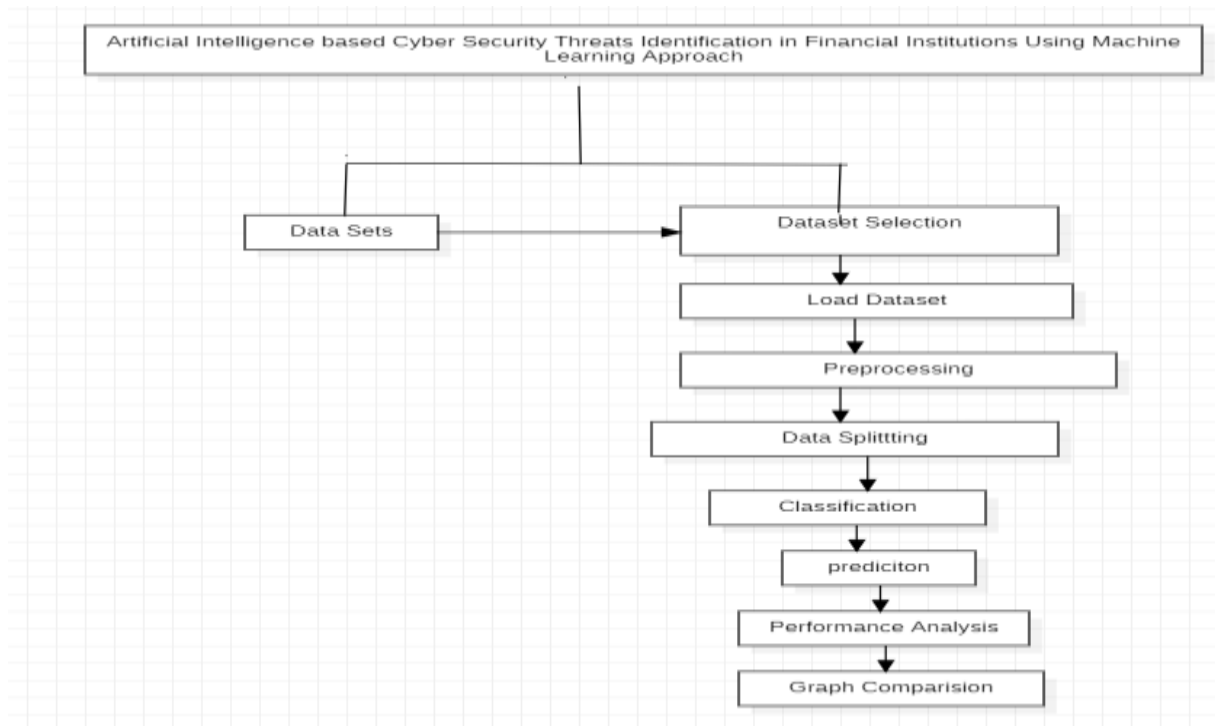 Artificial Intelligence based Cyber Security Threats Identification in Financial Institutions Using Machine
Learning Approach
Data Sets
Dataset Selection
Load Dataset
Preprocessing
Data Splittting
Classification
prediciton
Performance Analysis
Graph Comparision